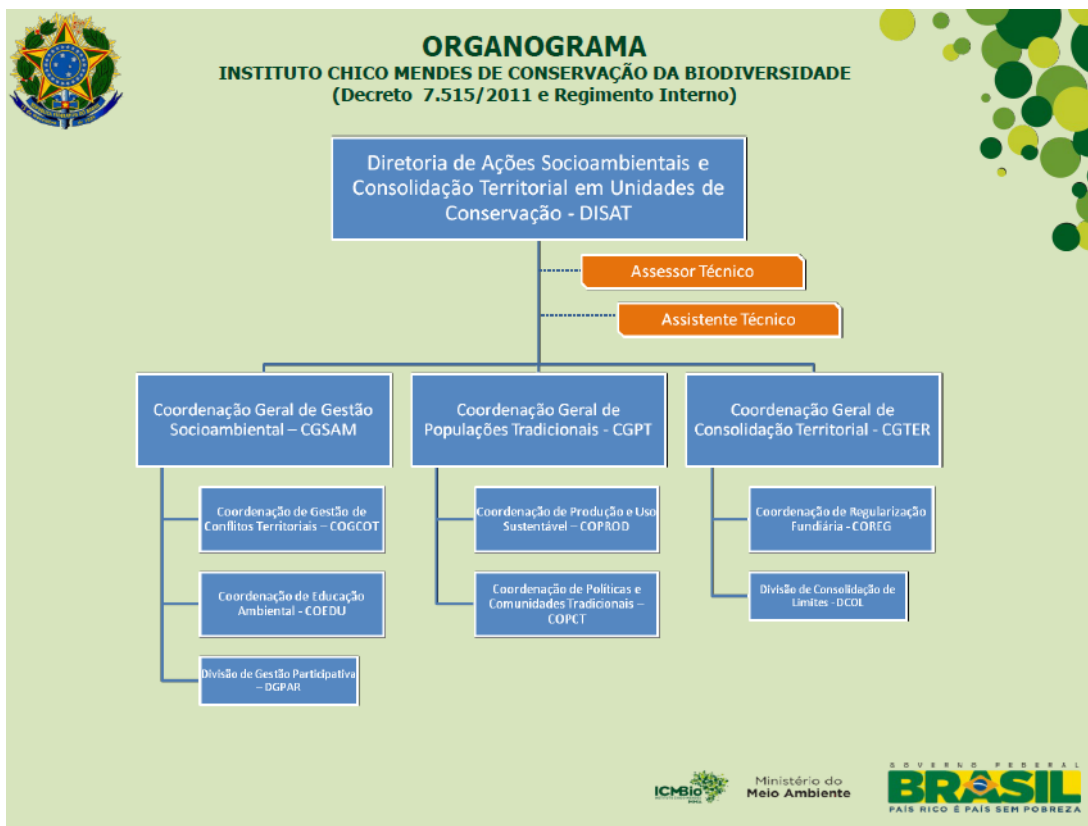 ORGANOGRAMA
INSTITUTO CHICO MENDES DE CONSERVAÇÃO DA BIODIVERSIDADE
(Decreto 7.515/2011 e Regimento Interno)
Diretoria de Ações Socioambientais e
Consolidação Territorial em Unidades de
Conservação - DISAT
Assessor Técnico
Assistente Técnico
Coordenação Geral de Gestão
Socioambiental – CGSAM
Coordenação Geral de
Populações Tradicionais - CGPT
Coordenação Geral de
Consolidação Territorial - CGTER
Coordenação de Gestão de
Conflitos Territoriais – COGCOT
Coordenação de Produção e Uso
Sustentável – COPROD
Coordenação de Regularização
Fundiária - COREG
Coordenação de Educação
Ambiental - COEDU
Coordenação de Políticas e
Comunidades Tradicionais –
COPCT
Divisão de Consolidação de
Limites - DCOL
Divisão de Gestão Participativa
– DGPAR
ICMBio
MMA
Ministério do
Meio Ambiente
GOVERNO FEDERAL
BRASIL
PAÍS RICO É PAÍS SEM POBREZA